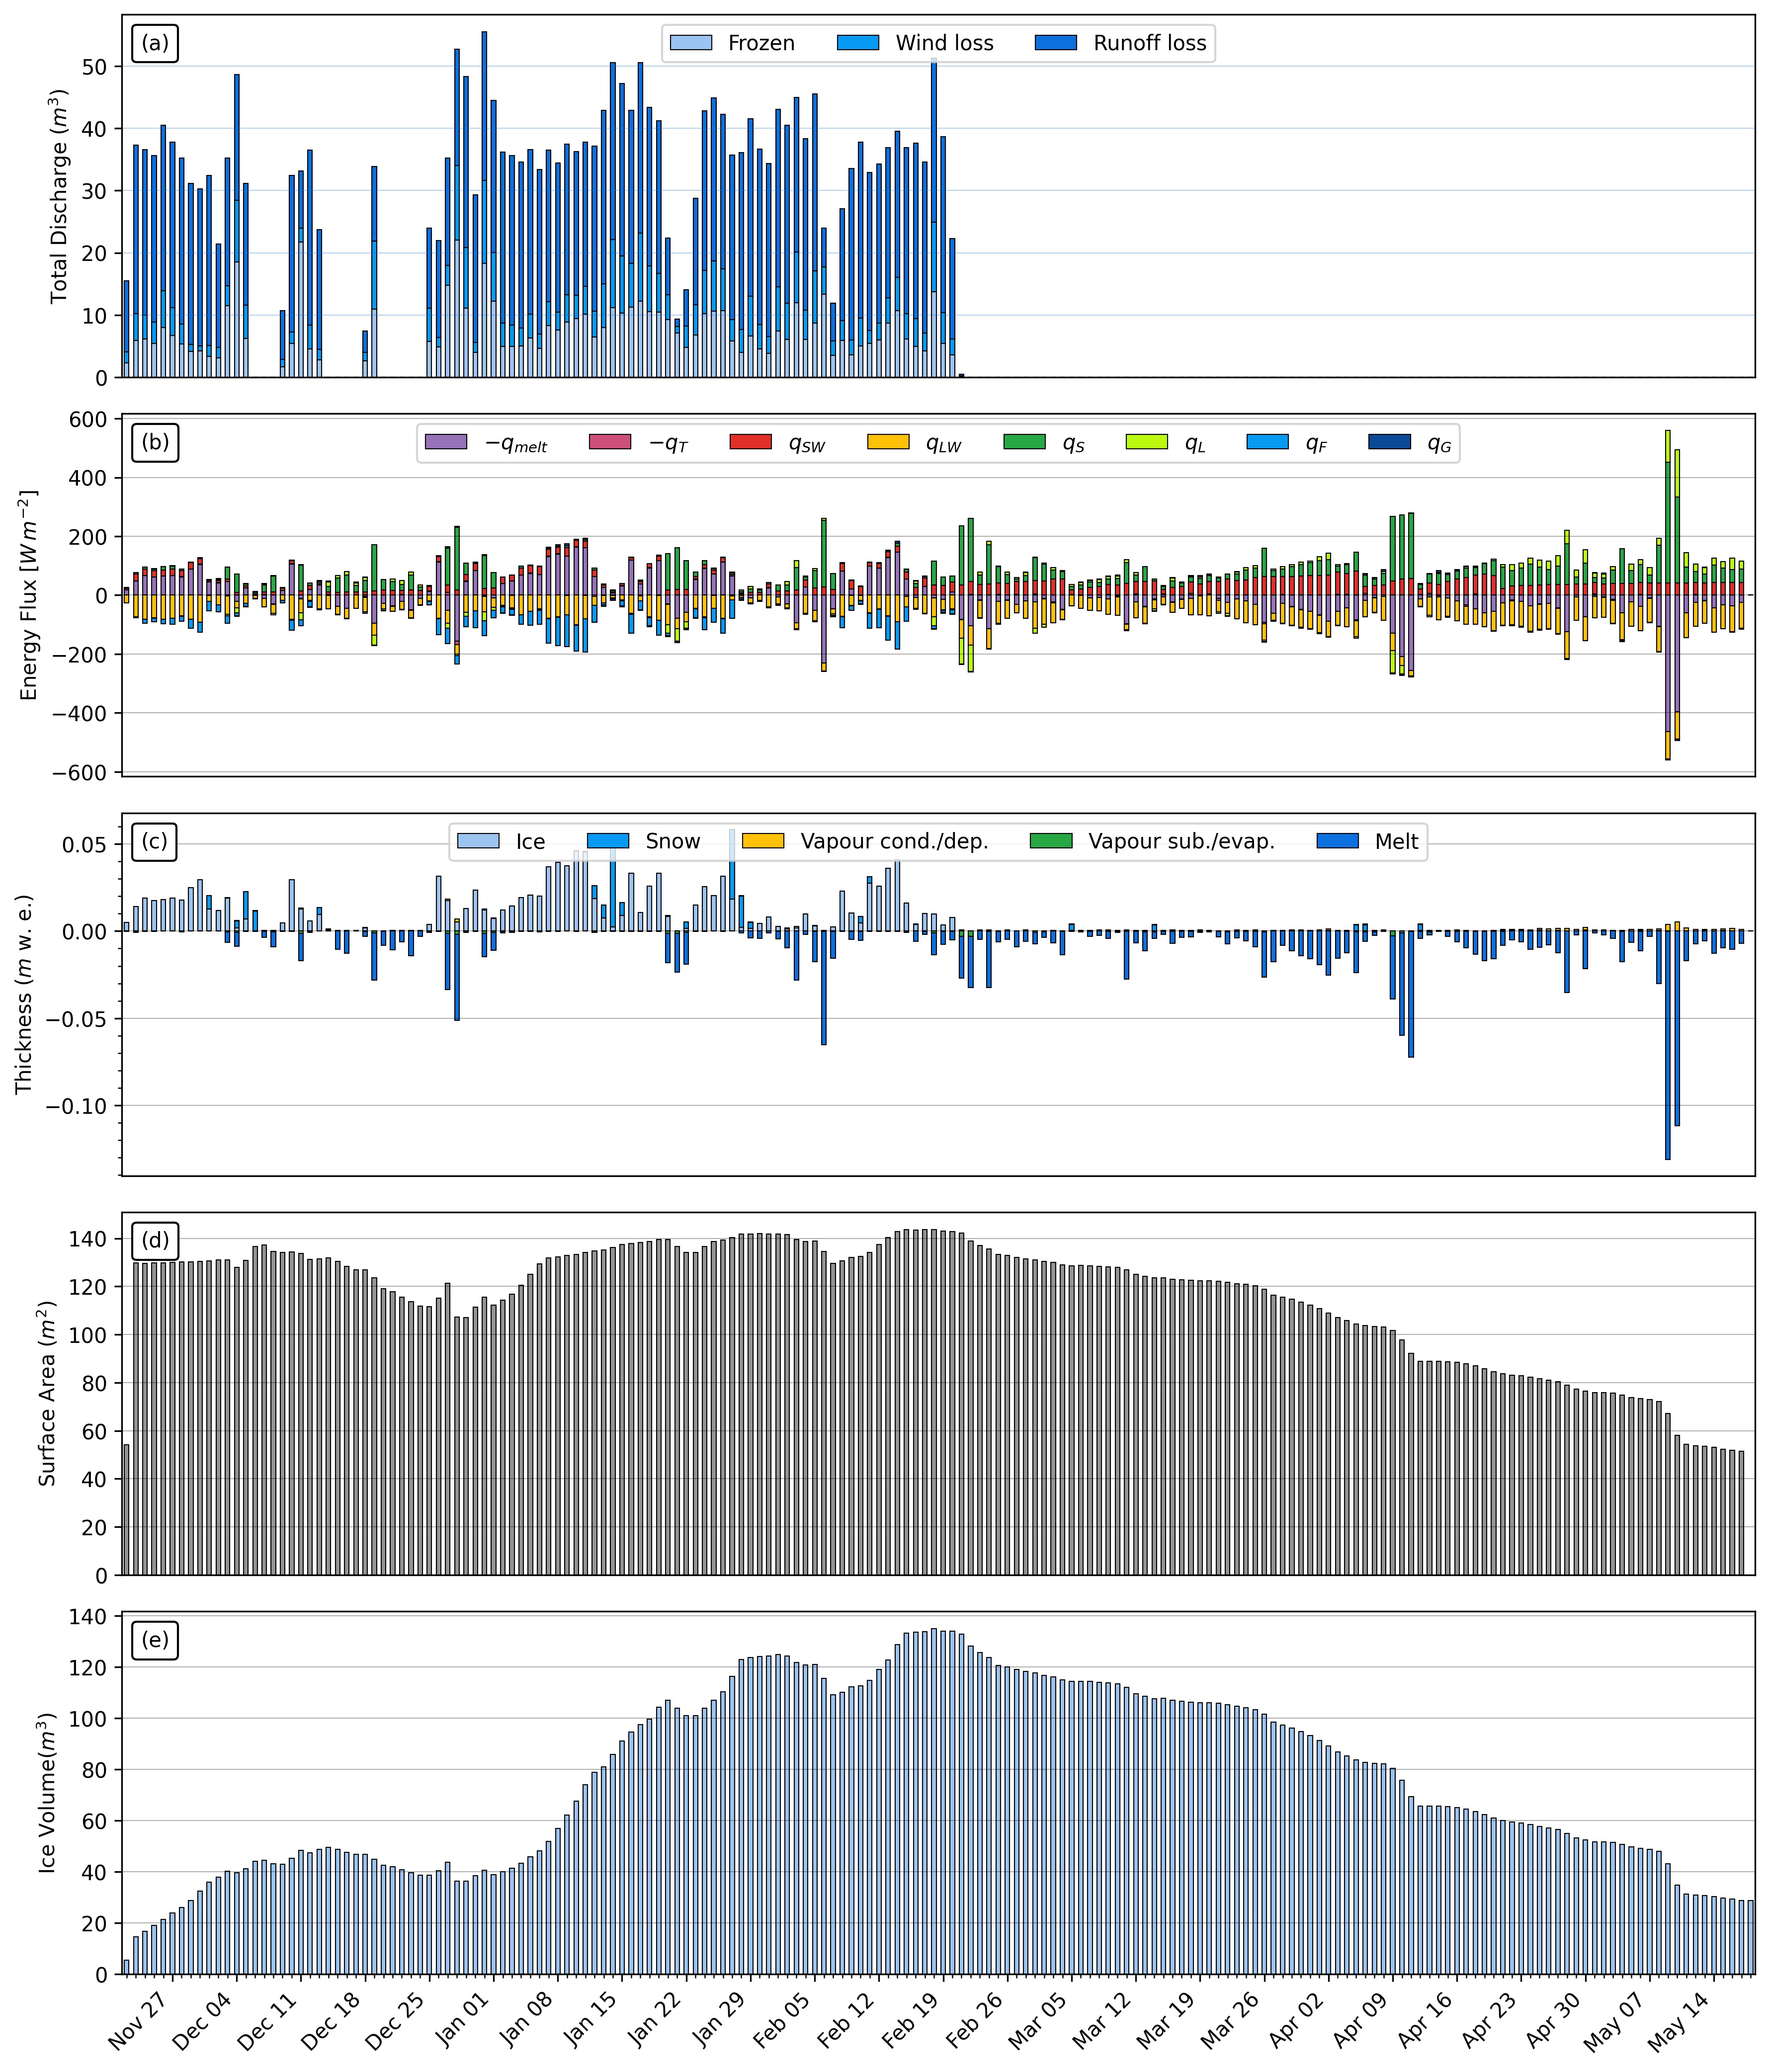 (a)
Frozen Wind loss Runoff loss
Total Discharge (m³)
50
40
30
20
10
0
(b)
−q_melt −q_T q_SW q_LW q_S q_L q_F q_G
Energy Flux [W m⁻²]
600
400
200
0
−200
−400
−600
(c)
Ice Snow Vapour cond./dep. Vapour sub./evap. Melt
Thickness (m w. e.)
0.05
0.00
−0.05
−0.10
(d)
Surface Area (m²)
140
120
100
80
60
40
20
0
(e)
Ice Volume(m³)
140
120
100
80
60
40
20
0
Nov 27 Dec 04 Dec 11 Dec 18 Dec 25 Jan 01 Jan 08 Jan 15 Jan 22 Jan 29 Feb 05 Feb 12 Feb 19 Feb 26 Mar 05 Mar 12 Mar 19 Mar 26 Apr 02 Apr 09 Apr 16 Apr 23 Apr 30 May 07 May 14